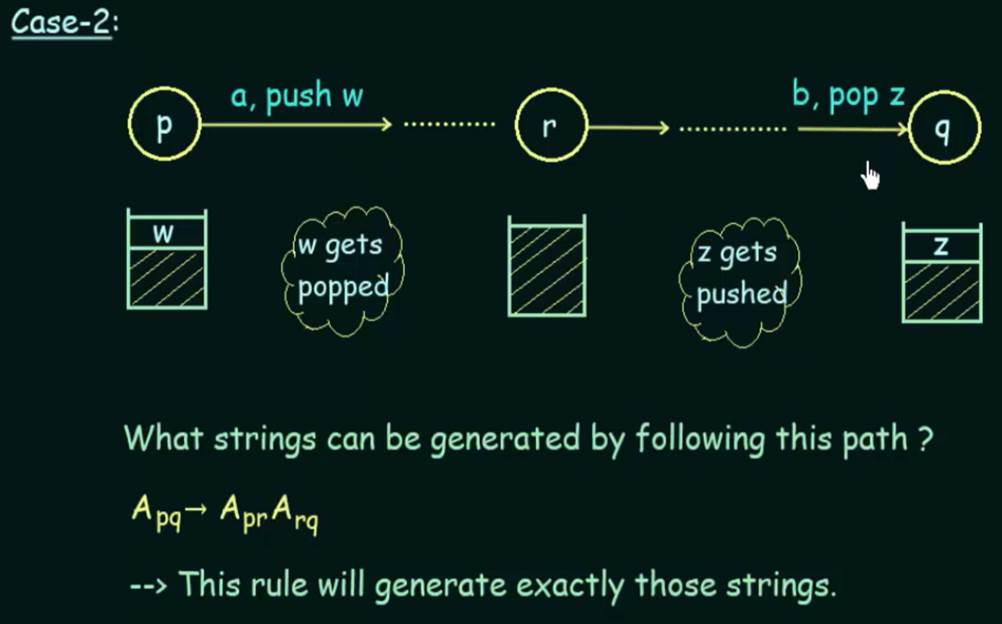 Case-2:
a, push w
b, pop z
p
r
q
w
w gets
popped
z gets
pushed
z
What strings can be generated by following this path ?
Apq→ AprArq
--> This rule will generate exactly those strings.